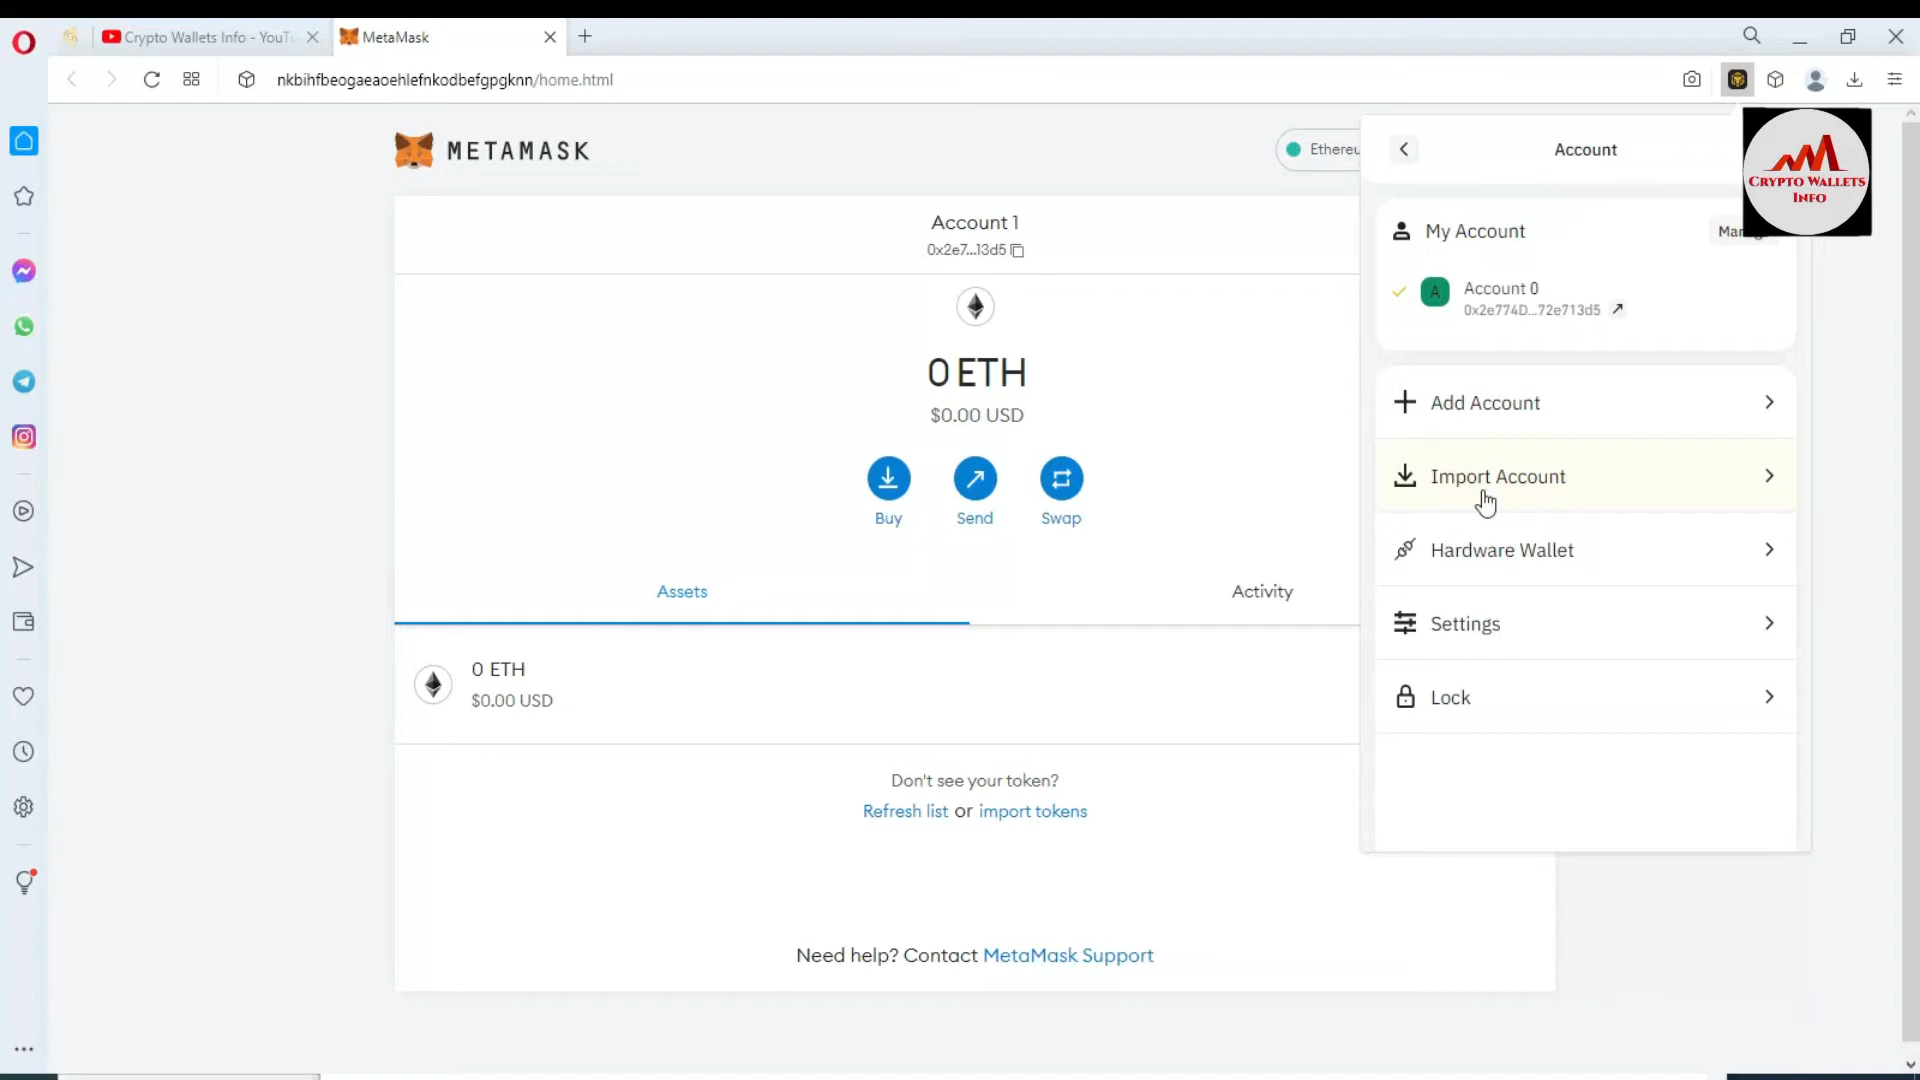 Crypto Wallets Info - YouT
MetaMask
nkbihfbeogaeaoehlefnkodbefgpgknn/home.html
METAMASK
Ethereu
Account 1
0x2e7...13d5
0 ETH
$0.00 USD
Buy
Send
Swap
Assets
Activity
0 ETH
$0.00 USD
Don't see your token?
Refresh list or import tokens
Need help? Contact MetaMask Support
Account
My Account
Man
A
Account 0
0x2e774D...72e713d5
Add Account
Import Account
Hardware Wallet
Settings
Lock
CRYPTO WALLETS
INFO